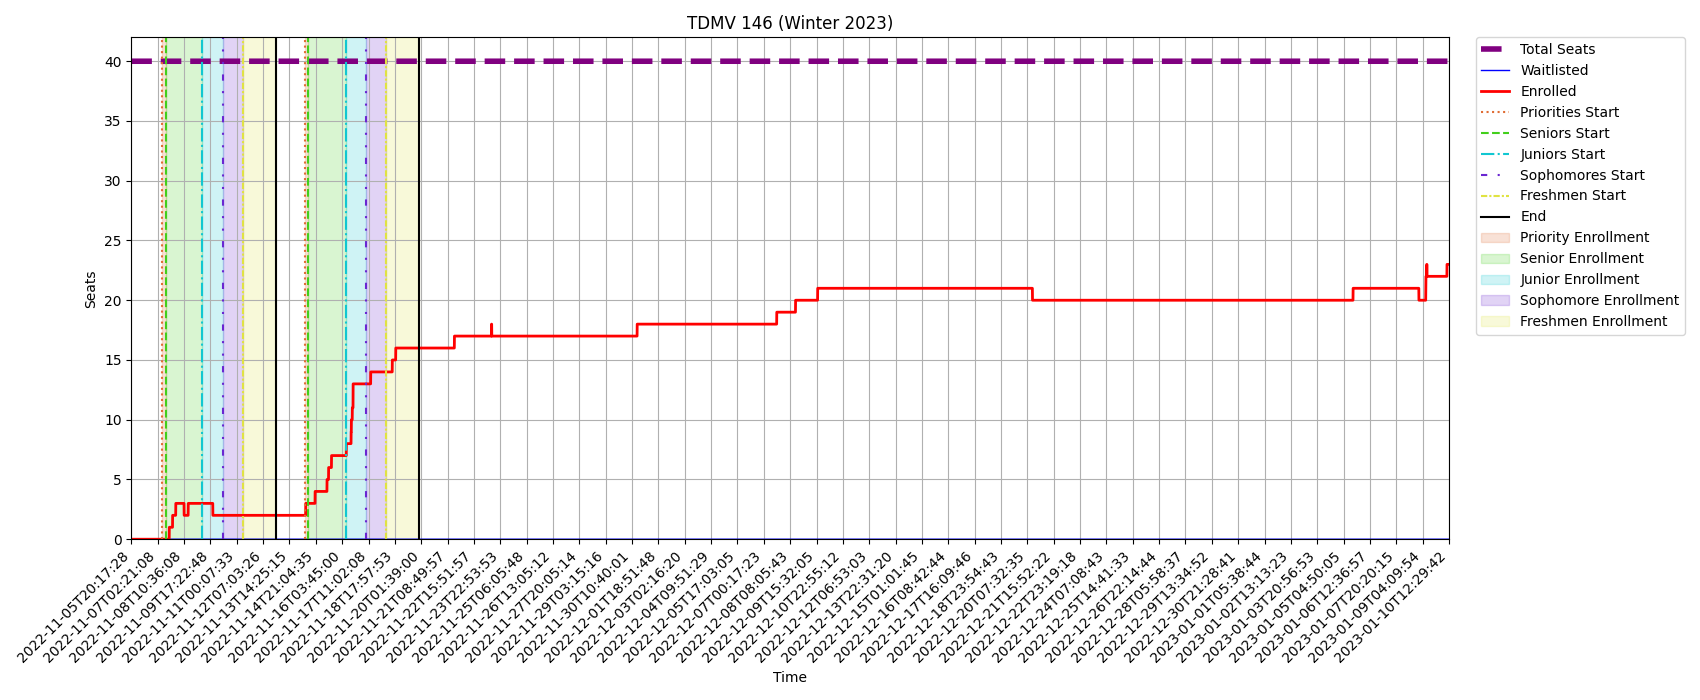 TDMV 146 (Winter 2023)
Total Seats
Waitlisted
Enrolled
Priorities Start
Seniors Start
Juniors Start
Sophomores Start
Freshmen Start
End
Priority Enrollment
Senior Enrollment
Junior Enrollment
Sophomore Enrollment
Freshmen Enrollment
Seats
40
35
30
25
20
15
10
5
0
2022-11-05T20:17:28
2022-11-07T02:21:08
2022-11-08T10:36:08
2022-11-09T17:22:48
2022-11-11T00:07:33
2022-11-12T07:03:26
2022-11-13T14:25:15
2022-11-14T21:04:35
2022-11-16T03:45:00
2022-11-17T11:02:08
2022-11-18T17:57:53
2022-11-20T01:39:00
2022-11-21T08:49:57
2022-11-22T15:51:57
2022-11-23T22:53:53
2022-11-25T06:05:48
2022-11-26T13:05:12
2022-11-27T20:05:14
2022-11-29T03:15:16
2022-11-30T10:40:01
2022-12-01T18:51:48
2022-12-03T02:16:20
2022-12-04T09:51:29
2022-12-05T17:03:05
2022-12-07T00:17:23
2022-12-08T08:05:43
2022-12-09T15:32:05
2022-12-10T22:55:12
2022-12-12T06:53:03
2022-12-13T12:31:20
2022-12-15T01:01:45
2022-12-16T08:42:44
2022-12-17T16:09:46
2022-12-18T23:54:43
2022-12-20T07:32:35
2022-12-21T15:52:22
2022-12-22T23:19:18
2022-12-24T07:08:43
2022-12-25T14:41:33
2022-12-26T22:14:44
2022-12-28T05:58:37
2022-12-29T13:34:52
2022-12-30T21:28:41
2023-01-01T05:38:44
2023-01-02T13:13:23
2023-01-03T20:56:53
2023-01-05T04:50:05
2023-01-06T12:36:57
2023-01-07T20:20:15
2023-01-09T04:09:54
2023-01-10T12:29:42
Time